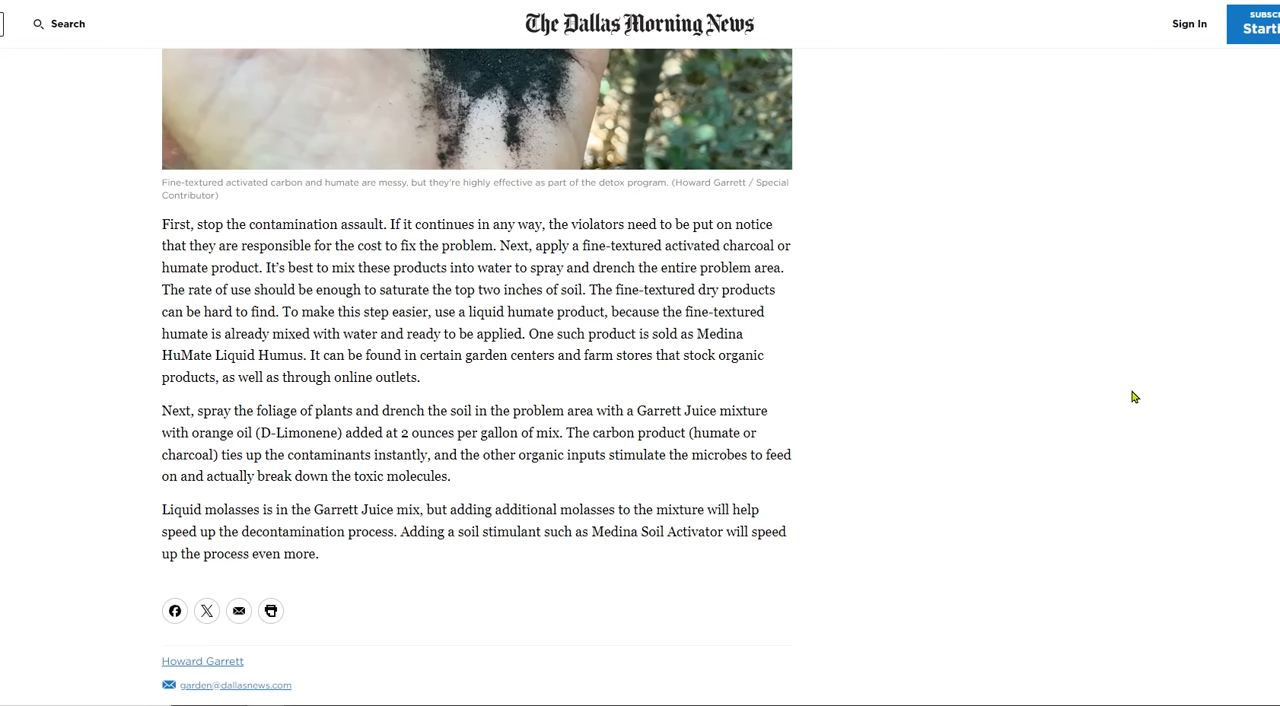 Search
The Dallas Morning News
Sign In
SUBSC
Starti
Fine-textured activated carbon and humate are messy, but they're highly effective as part of the detox program. (Howard Garrett / Special
Contributor)
First, stop the contamination assault. If it continues in any way, the violators need to be put on notice
that they are responsible for the cost to fix the problem. Next, apply a fine-textured activated charcoal or
humate product. It's best to mix these products into water to spray and drench the entire problem area.
The rate of use should be enough to saturate the top two inches of soil. The fine-textured dry products
can be hard to find. To make this step easier, use a liquid humate product, because the fine-textured
humate is already mixed with water and ready to be applied. One such product is sold as Medina
HuMate Liquid Humus. It can be found in certain garden centers and farm stores that stock organic
products, as well as through online outlets.
Next, spray the foliage of plants and drench the soil in the problem area with a Garrett Juice mixture
with orange oil (D-Limonene) added at 2 ounces per gallon of mix. The carbon product (humate or
charcoal) ties up the contaminants instantly, and the other organic inputs stimulate the microbes to feed
on and actually break down the toxic molecules.
Liquid molasses is in the Garrett Juice mix, but adding additional molasses to the mixture will help
speed up the decontamination process. Adding a soil stimulant such as Medina Soil Activator will speed
up the process even more.
Howard Garrett
garden@dallasnews.com